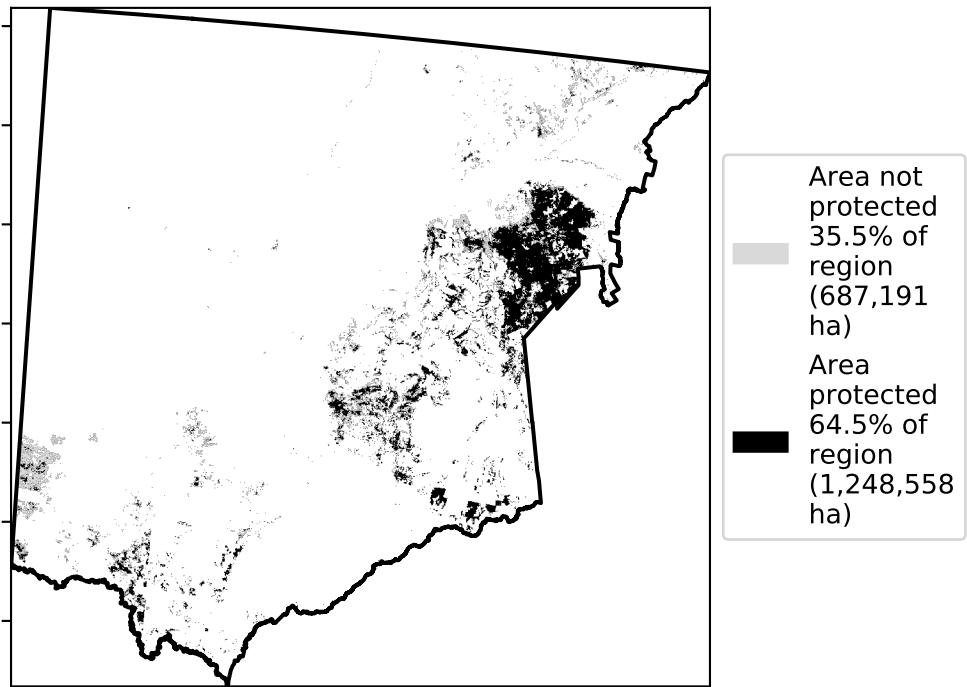 Area not
protected
35.5% of
region
(687,191
ha)
Area
protected
64.5% of
region
(1,248,558
ha)